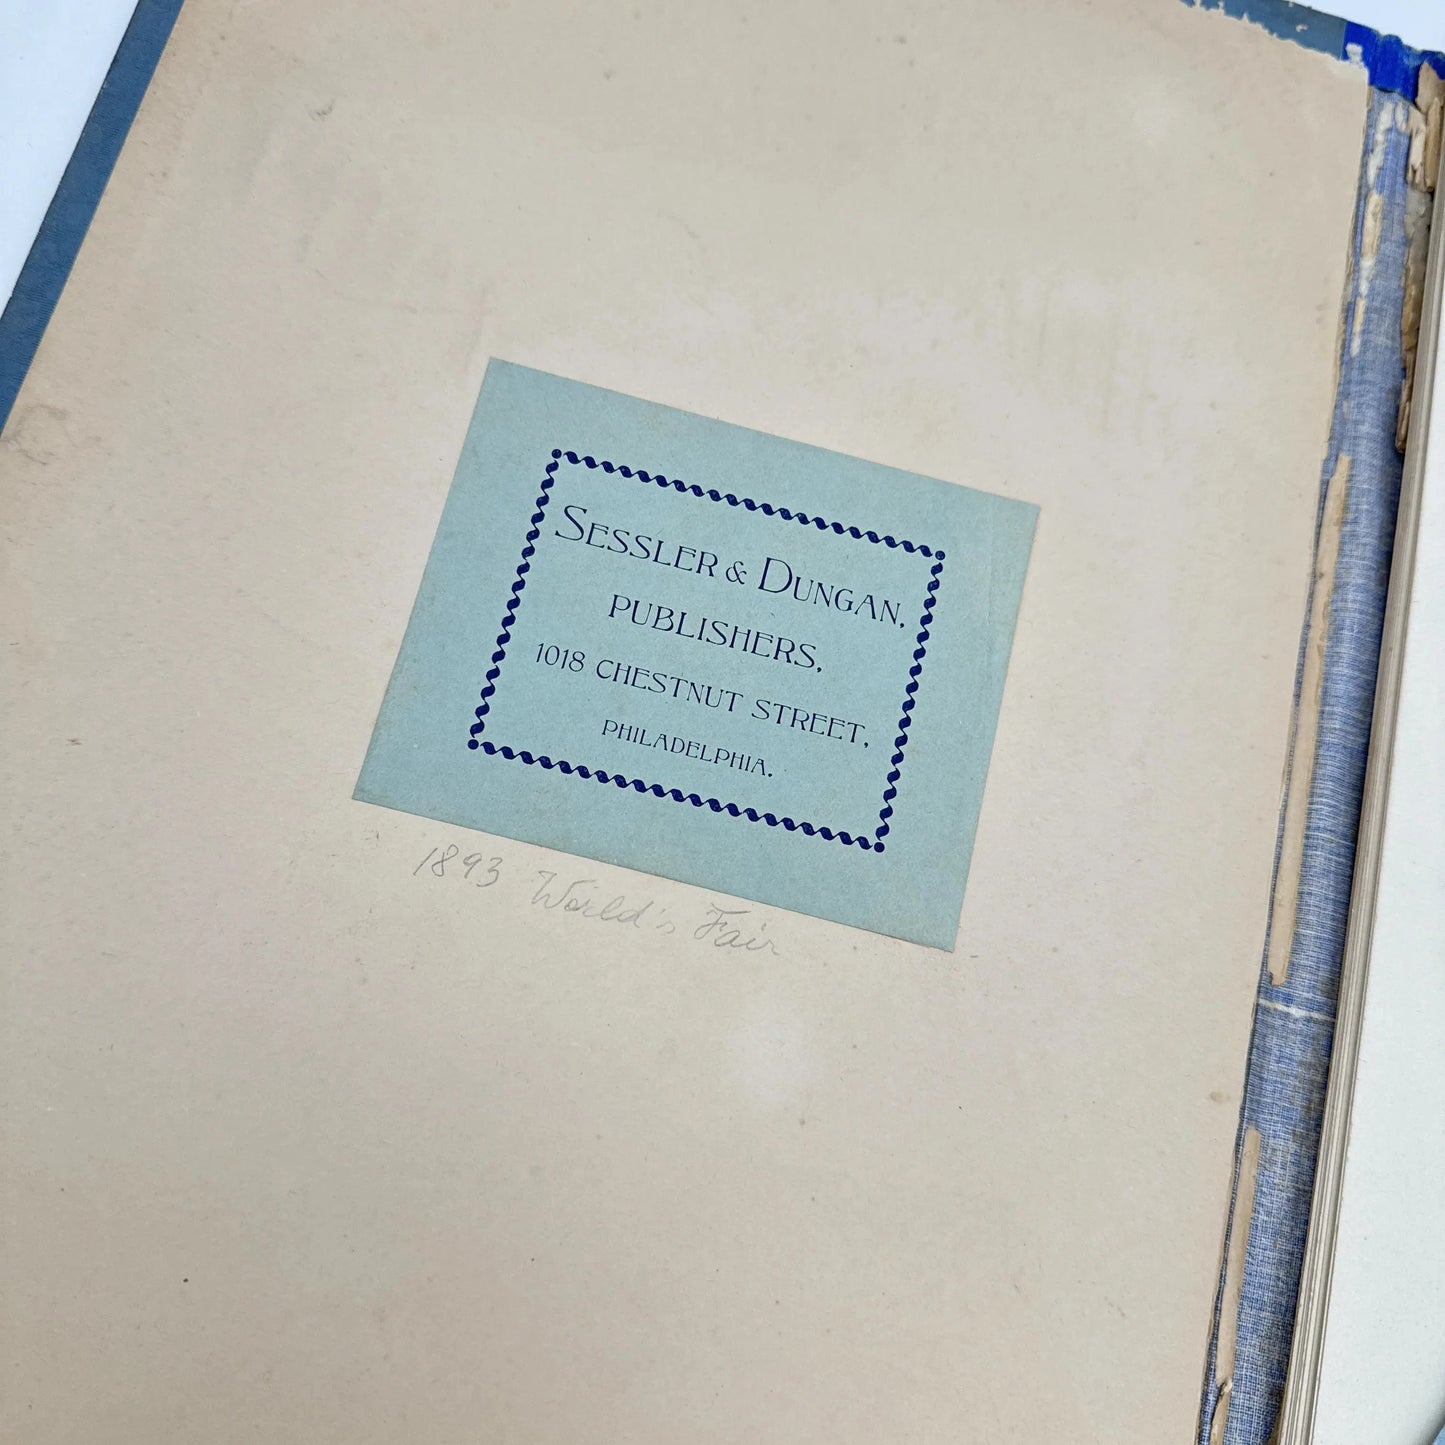 SESSLER & DUNGAN,
PUBLISHERS,
1018 CHESTNUT STREET,
PHILADELPHIA.
1893 World's Fair